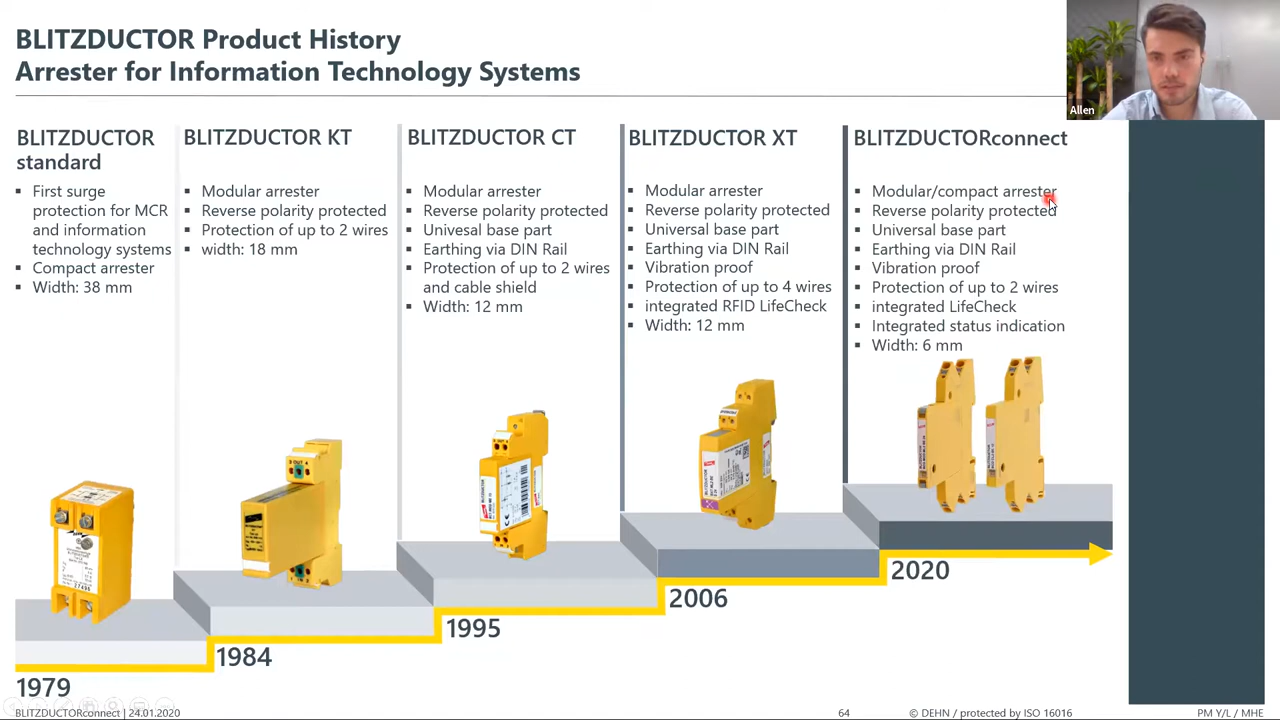 BLITZDUCTOR Product History
Arrester for Information Technology Systems
Allen
BLITZDUCTOR
standard
▪ First surge
protection for MCR
and information
technology systems
▪ Compact arrester
▪ Width: 38 mm
BLITZDUCTOR KT
▪ Modular arrester
▪ Reverse polarity protected
▪ Protection of up to 2 wires
▪ width: 18 mm
BLITZDUCTOR CT
▪ Modular arrester
▪ Reverse polarity protected
▪ Univesal base part
▪ Earthing via DIN Rail
▪ Protection of up to 2 wires
and cable shield
▪ Width: 12 mm
BLITZDUCTOR XT
▪ Modular arrester
▪ Reverse polarity protected
▪ Universal base part
▪ Earthing via DIN Rail
▪ Vibration proof
▪ Protection of up to 4 wires
▪ integrated RFID LifeCheck
▪ Width: 12 mm
BLITZDUCTORconnect
▪ Modular/compact arrester
▪ Reverse polarity protected
▪ Universal base part
▪ Earthing via DIN Rail
▪ Vibration proof
▪ Protection of up to 2 wires
▪ integrated LifeCheck
▪ Integrated status indication
▪ Width: 6 mm
1979
1984
1995
2006
2020
BLITZDUCTORconnect | 24.01.2020
64
© DEHN / protected by ISO 16016
PM Y/L / MHE